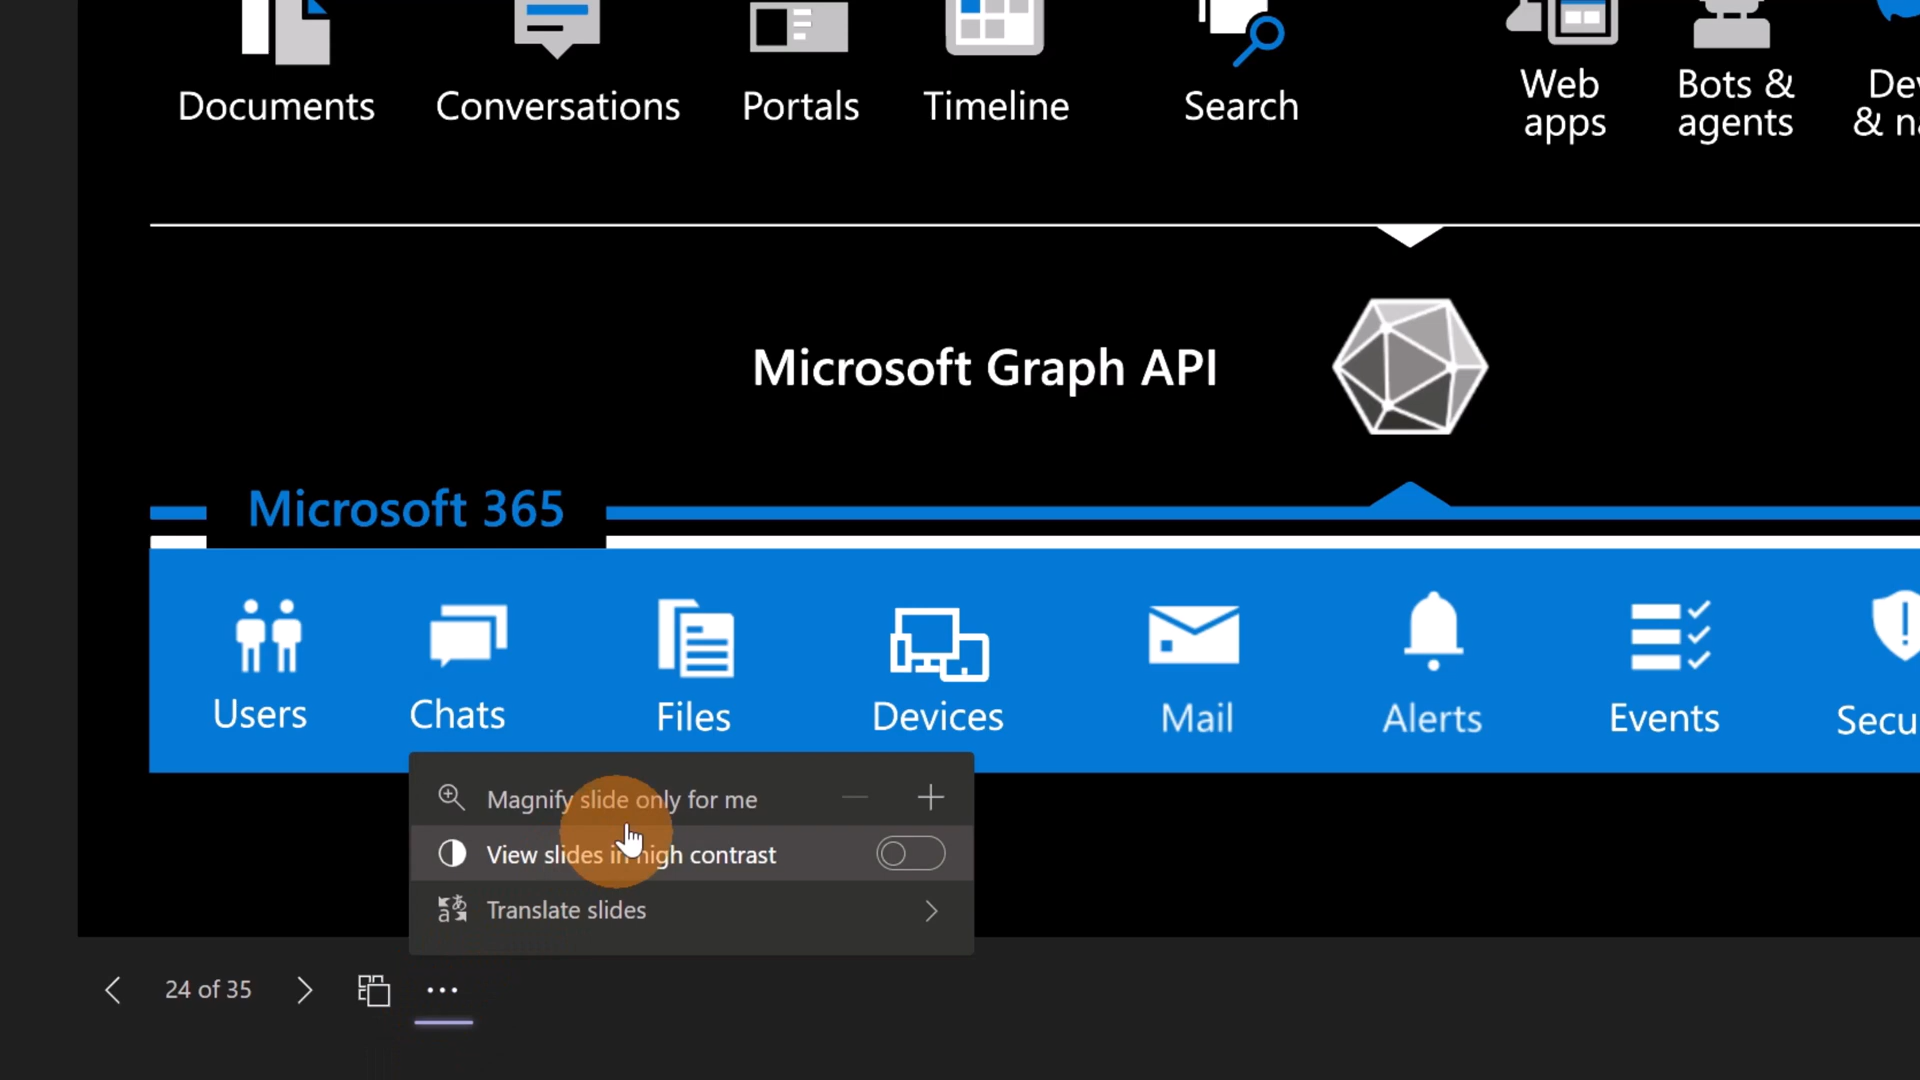 Documents
Conversations
Portals
Timeline
Search
Web
apps
Bots &
agents
&
Microsoft Graph API
Microsoft 365
Users
Chats
Files
Devices
Mail
Alerts
Events
Magnify slide only for me
View slides in high contrast
Translate slides
24 of 35